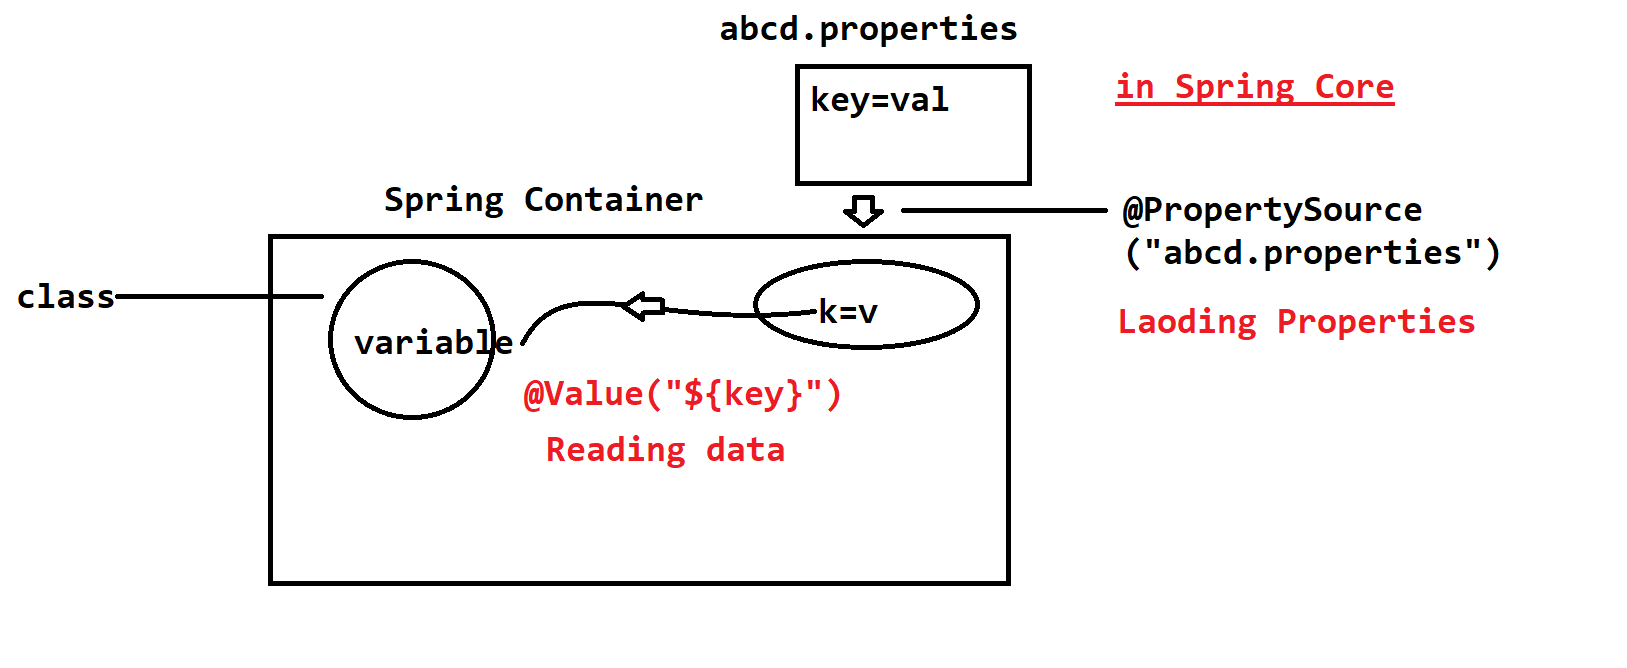 abcd.properties
key=val
in Spring Core
Spring Container
@PropertySource
("abcd.properties")
class
k=v
variable
Laoding Properties
@Value("${key}")
Reading data